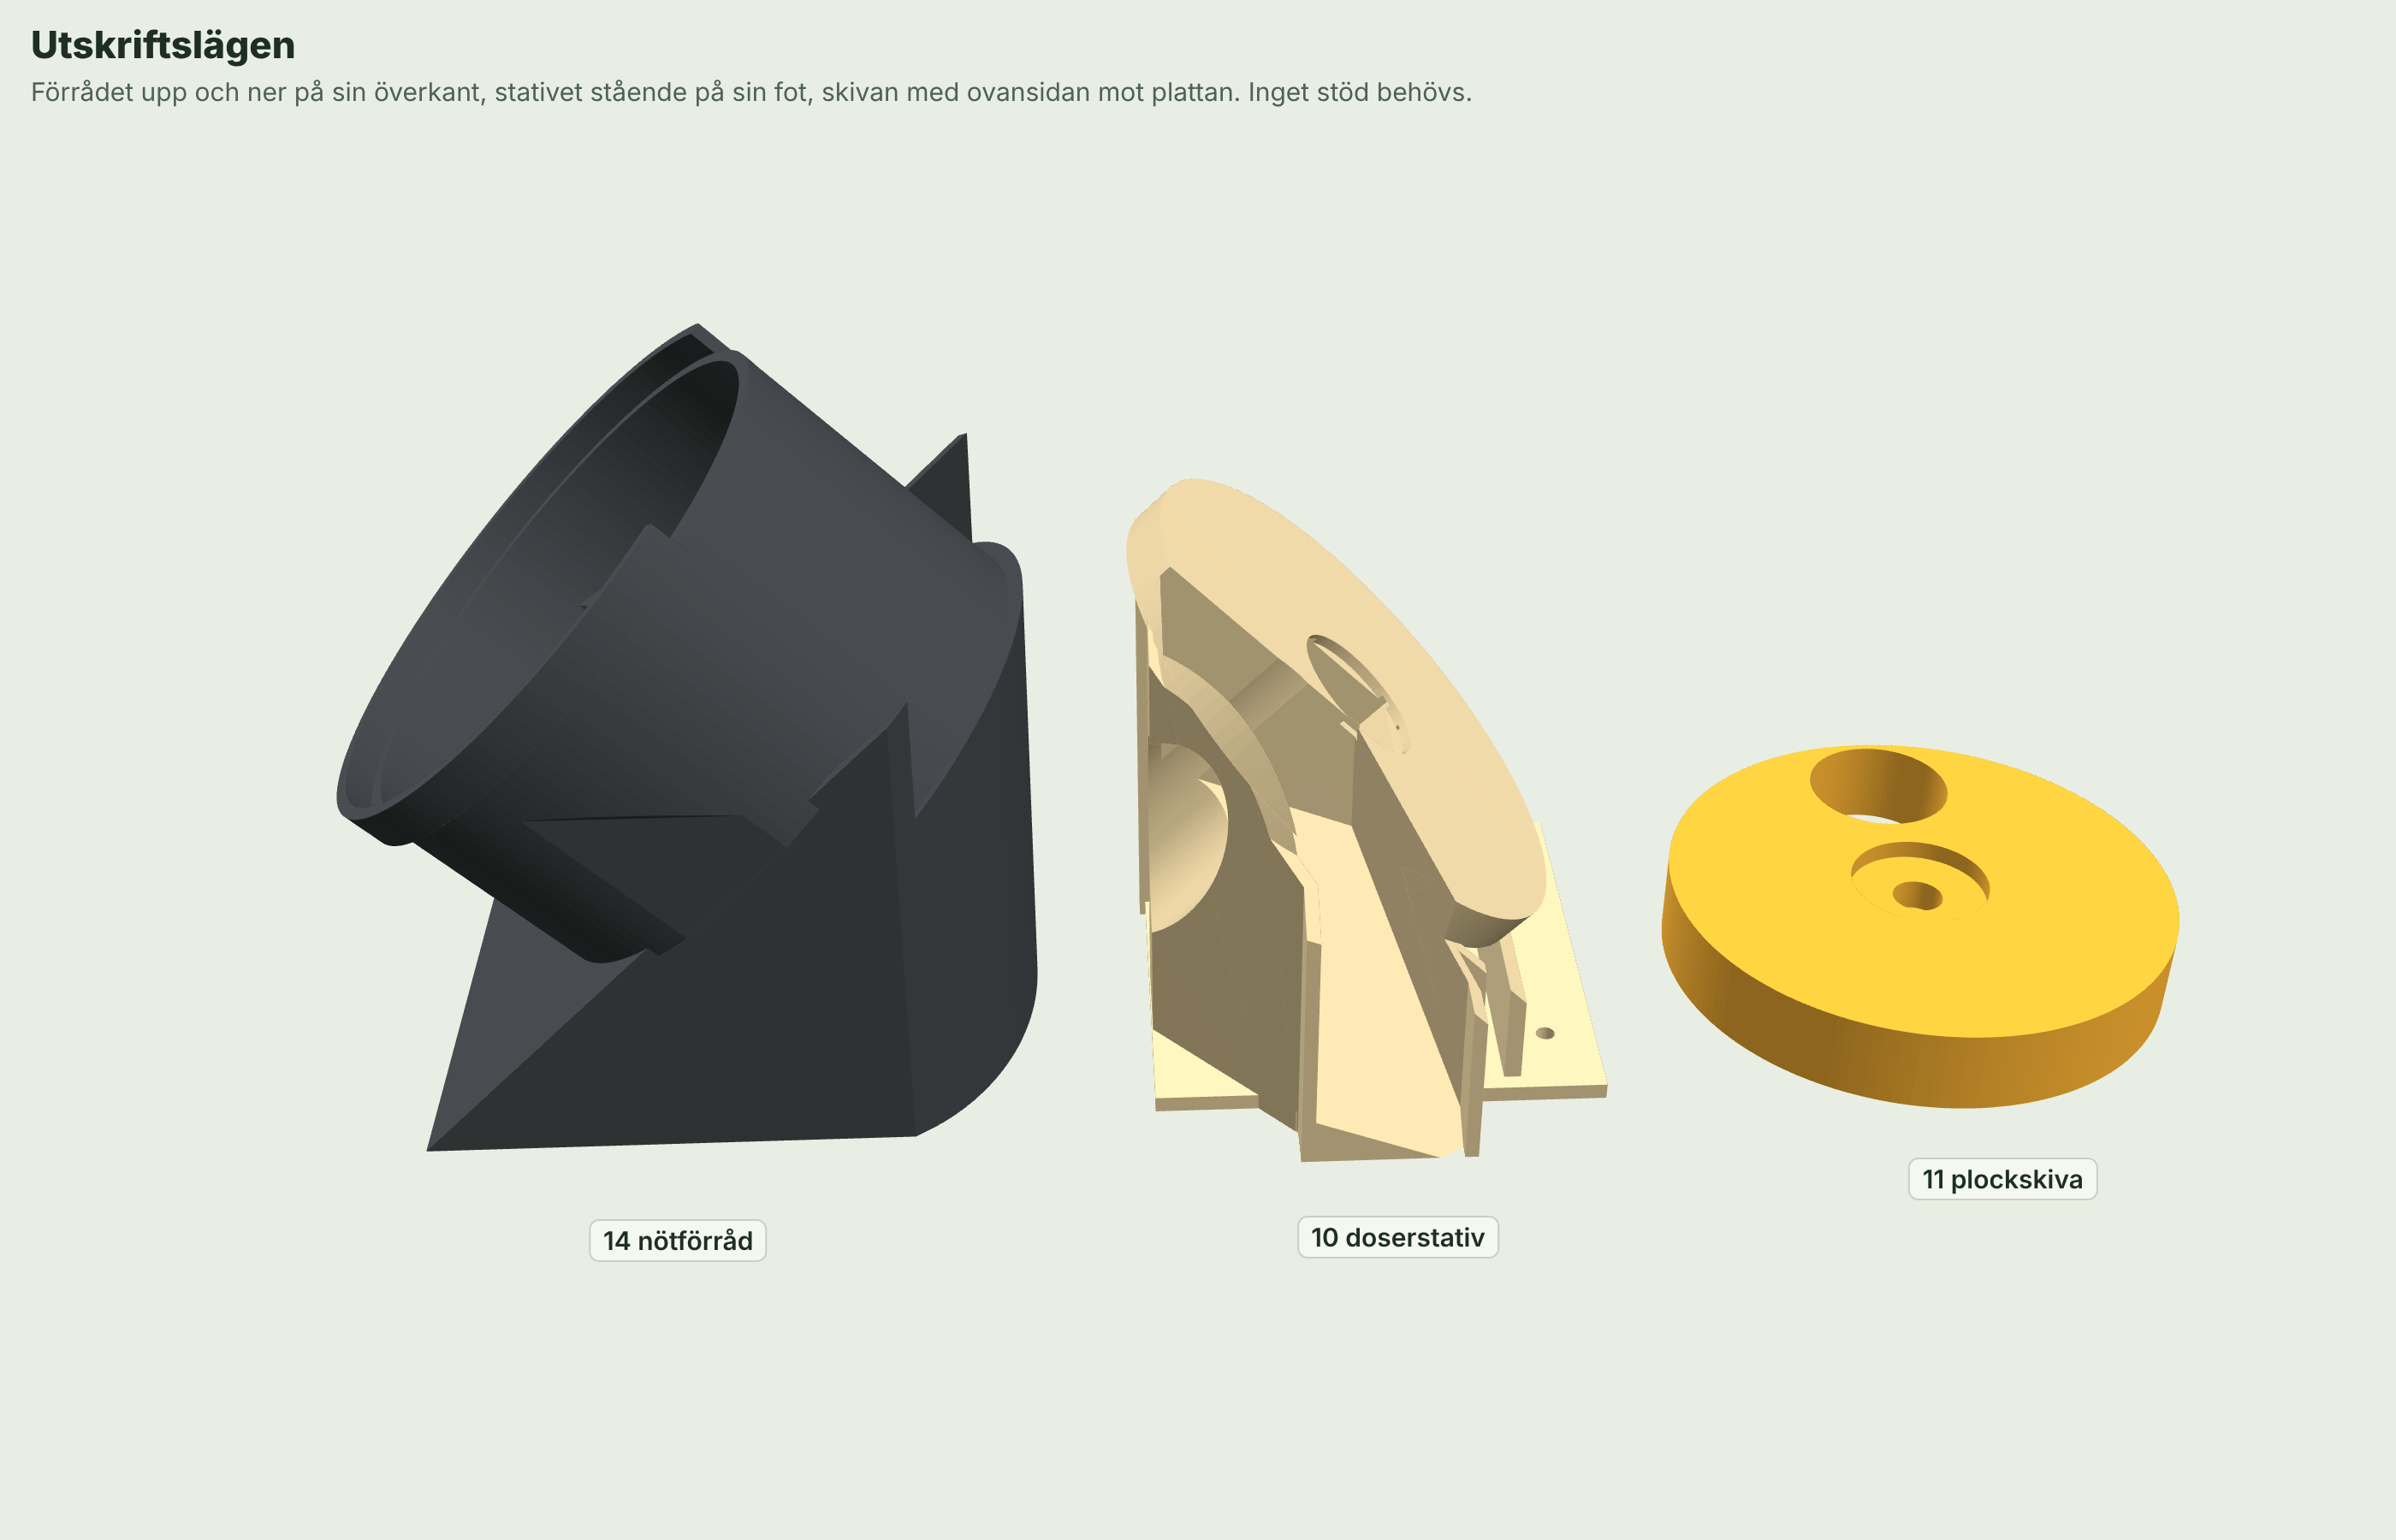 Utskriftslägen
Förrådet upp och ner på sin överkant, stativet stående på sin fot, skivan med ovansidan mot plattan. Inget stöd behövs.
11 plockskiva
10 doserstativ
14 nötförråd